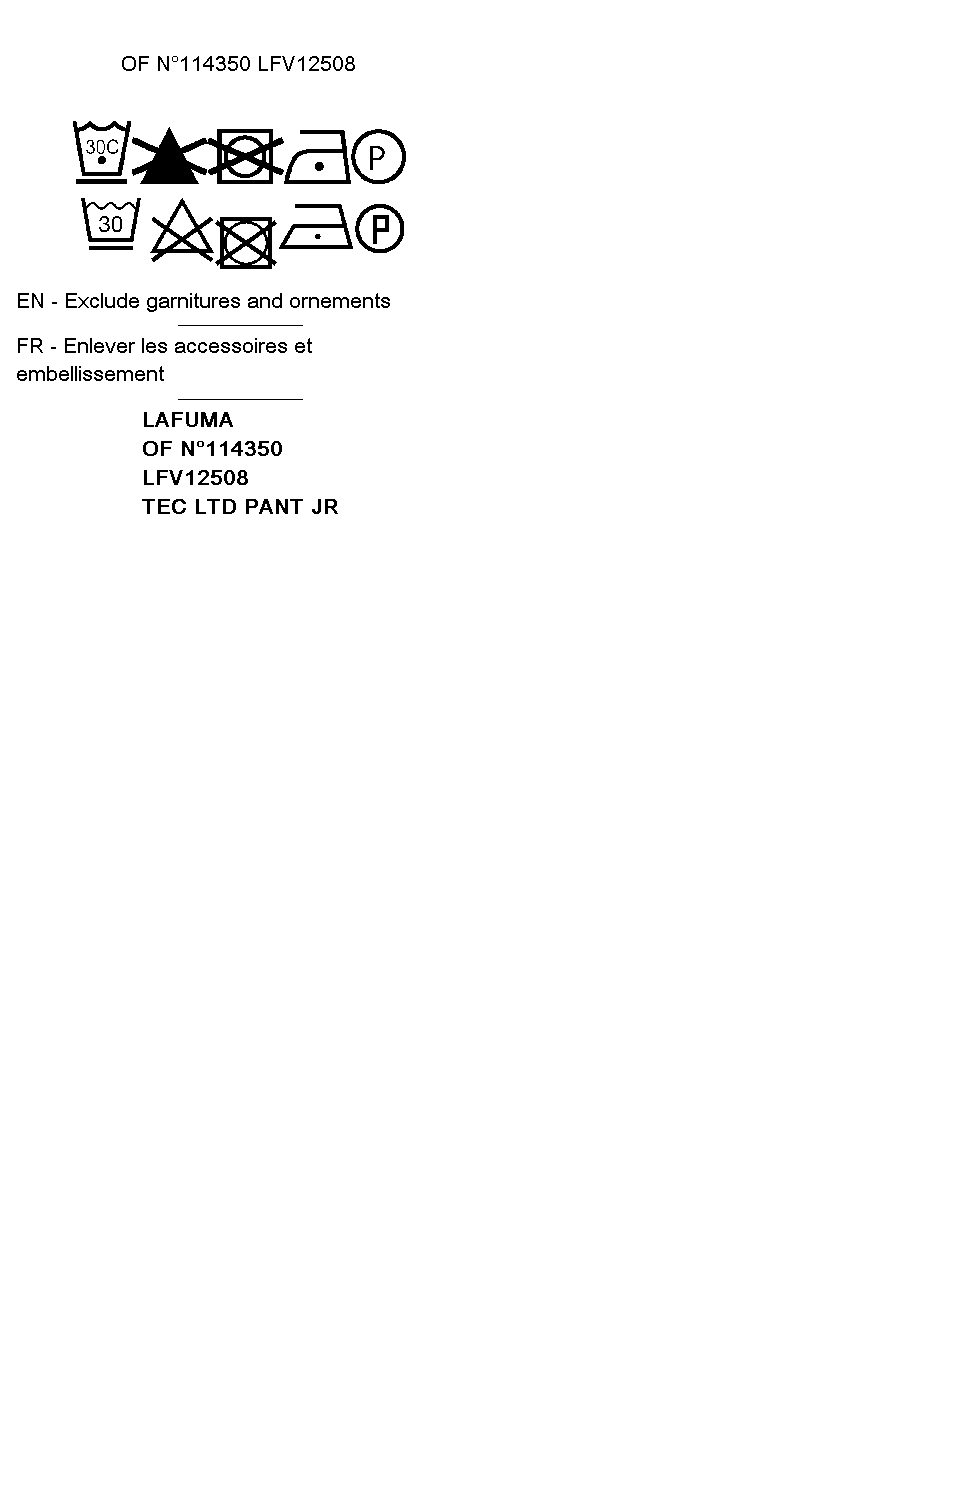 OF N°114350 LFV12508
30C P
30 P
EN - Exclude garnitures and ornements
FR - Enlever les accessoires et
embellissement
LAFUMA
OF N°114350
LFV12508
TEC LTD PANT JR